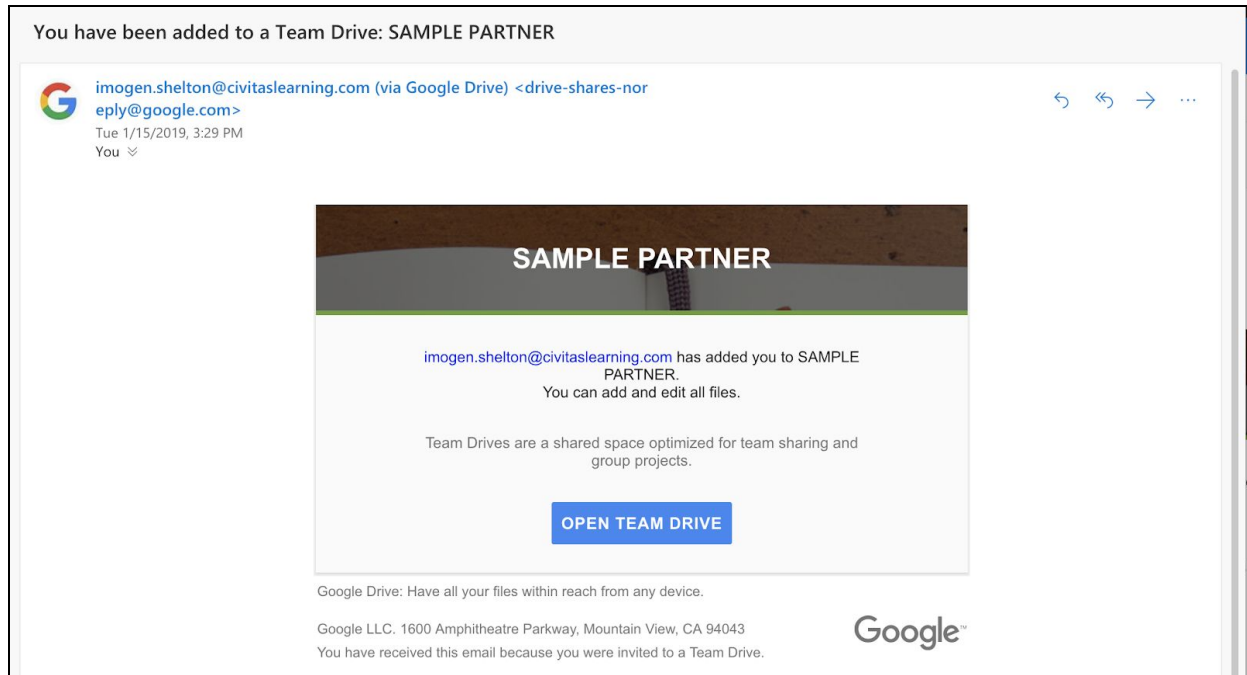 You have been added to a Team Drive: SAMPLE PARTNER
imogen.shelton@civitaslearning.com (via Google Drive) <drive-shares-nor
eply@google.com>
Tue 1/15/2019, 3:29 PM
You
SAMPLE PARTNER
imogen.shelton@civitaslearning.com has added you to SAMPLE
PARTNER.
You can add and edit all files.
Team Drives are a shared space optimized for team sharing and
group projects.
OPEN TEAM DRIVE
Google Drive: Have all your files within reach from any device.
Google LLC. 1600 Amphitheatre Parkway, Mountain View, CA 94043
You have received this email because you were invited to a Team Drive.
Google™